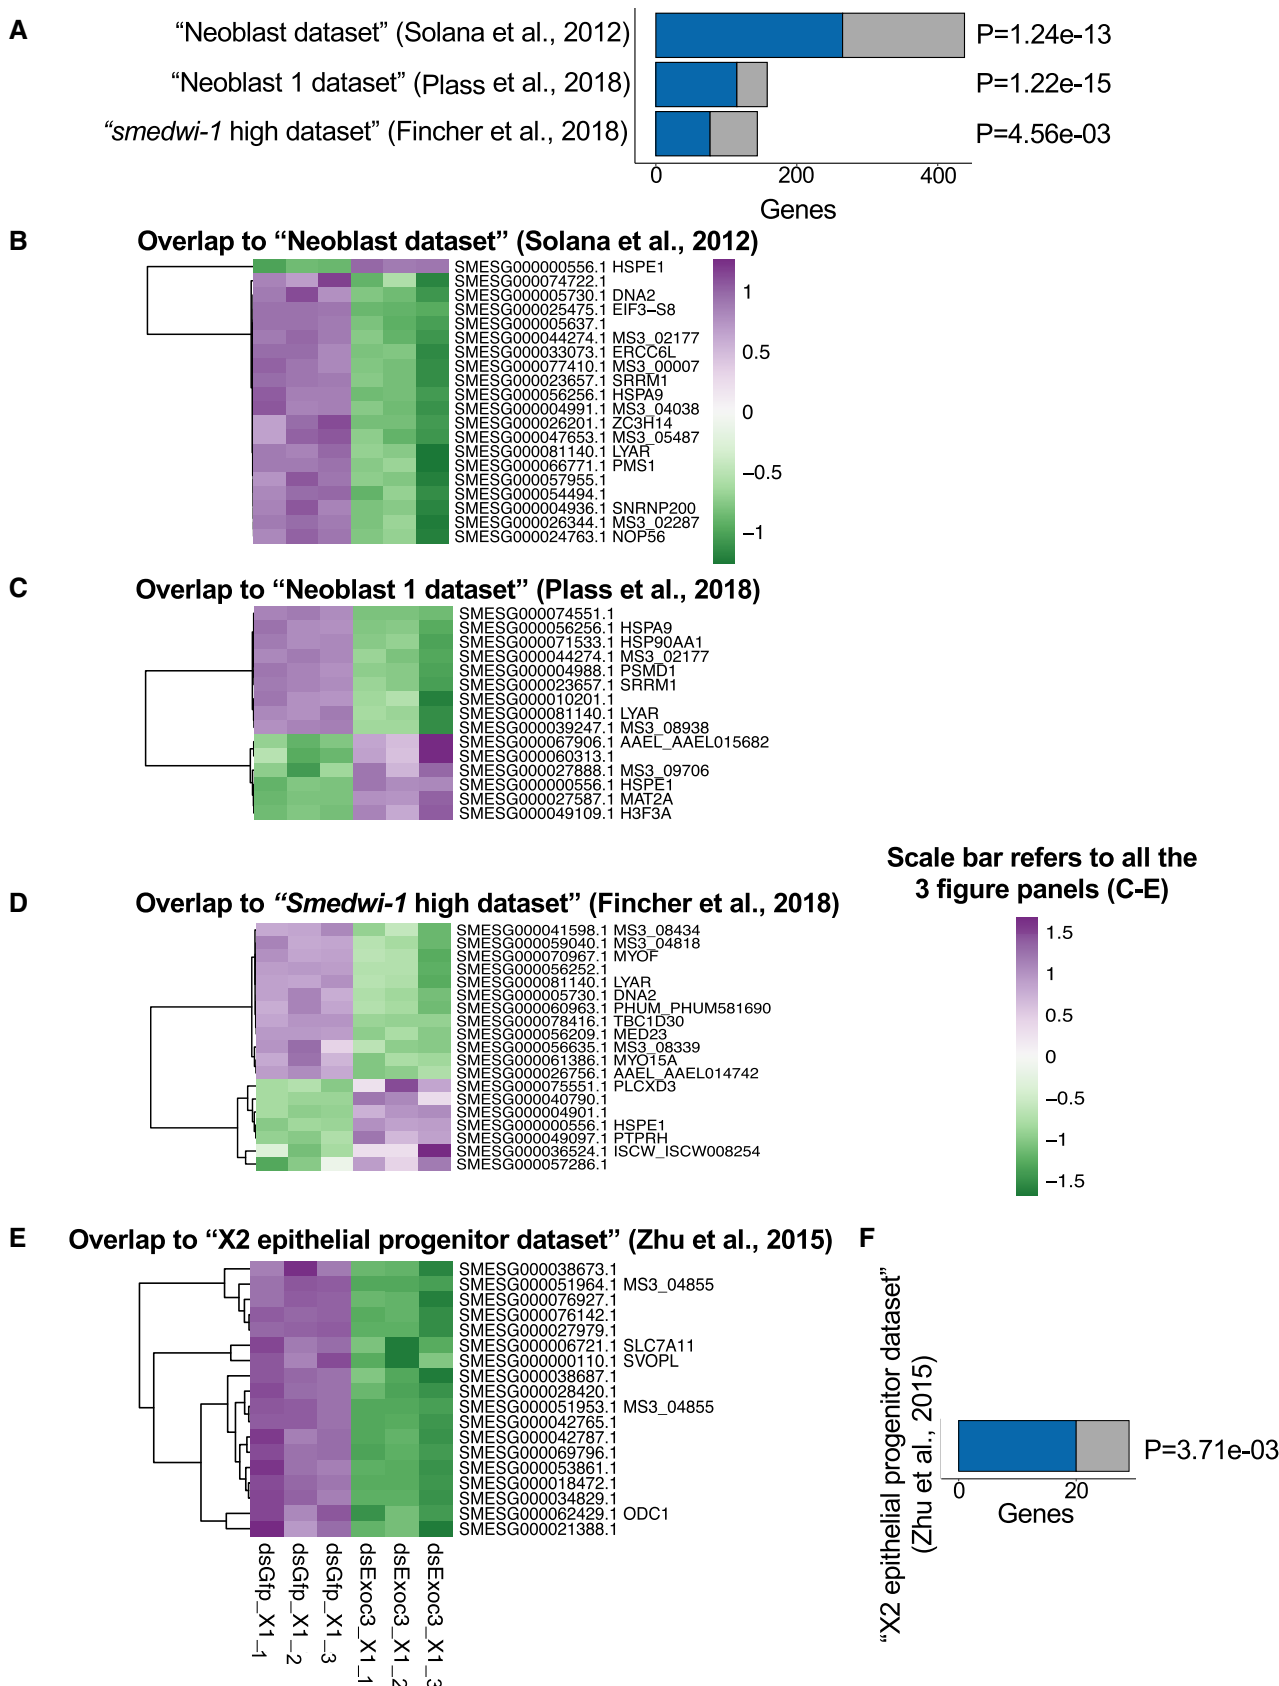 A
“Neoblast dataset” (Solana et al., 2012)
P=1.24e-13
“Neoblast 1 dataset” (Plass et al., 2018)
P=1.22e-15
“smedwi-1 high dataset” (Fincher et al., 2018)
P=4.56e-03
0 200 400
Genes
B
Overlap to “Neoblast dataset” (Solana et al., 2012)
SMESG000000556.1 HSPE1
SMESG000074722.1
SMESG000005730.1 DNA2
SMESG000025475.1 EIF3–S8
SMESG000005637.1
SMESG000044274.1 MS3_02177
SMESG000033073.1 ERCC6L
SMESG000077410.1 MS3_00007
SMESG000023657.1 SRRM1
SMESG000056256.1 HSPA9
SMESG000004991.1 MS3_04038
SMESG000026201.1 ZC3H14
SMESG000047653.1 MS3_05487
SMESG000081140.1 LYAR
SMESG000066771.1 PMS1
SMESG000057955.1
SMESG000054494.1
SMESG000004936.1 SNRNP200
SMESG000026344.1 MS3_02287
SMESG000024763.1 NOP56
1
0.5
0
−0.5
−1
C
Overlap to “Neoblast 1 dataset” (Plass et al., 2018)
SMESG000074551.1
SMESG000056256.1 HSPA9
SMESG000071533.1 HSP90AA1
SMESG000044274.1 MS3_02177
SMESG000004988.1 PSMD1
SMESG000023657.1 SRRM1
SMESG000010201.1
SMESG000081140.1 LYAR
SMESG000039247.1 MS3_08938
SMESG000067906.1 AAEL_AAEL015682
SMESG000060313.1
SMESG000027888.1 MS3_09706
SMESG000000556.1 HSPE1
SMESG000027587.1 MAT2A
SMESG000049109.1 H3F3A
Scale bar refers to all the
3 figure panels (C-E)
1.5
1
0.5
0
−0.5
−1
−1.5
D
Overlap to “Smedwi-1 high dataset” (Fincher et al., 2018)
SMESG000041598.1 MS3_08434
SMESG000059040.1 MS3_04818
SMESG000070967.1 MYOF
SMESG000056252.1
SMESG000081140.1 LYAR
SMESG000005730.1 DNA2
SMESG000060963.1 PHUM_PHUM581690
SMESG000078416.1 TBC1D30
SMESG000056209.1 MED23
SMESG000056635.1 MS3_08339
SMESG000061386.1 MYO15A
SMESG000026756.1 AAEL_AAEL014742
SMESG000075551.1 PLCXD3
SMESG000040790.1
SMESG000004901.1
SMESG000000556.1 HSPE1
SMESG000049097.1 PTPRH
SMESG000036524.1 ISCW_ISCW008254
SMESG000057286.1
E
Overlap to “X2 epithelial progenitor dataset” (Zhu et al., 2015)
SMESG000038673.1
SMESG000051964.1 MS3_04855
SMESG000076927.1
SMESG000076142.1
SMESG000027979.1
SMESG000006721.1 SLC7A11
SMESG000000110.1 SVOPL
SMESG000038687.1
SMESG000028420.1
SMESG000051953.1 MS3_04855
SMESG000042765.1
SMESG000042787.1
SMESG000069796.1
SMESG000053861.1
SMESG000018472.1
SMESG000034829.1
SMESG000062429.1 ODC1
SMESG000021388.1
dsGfp_X1_1
dsGfp_X1_2
dsGfp_X1_3
dsExoc3_X1_1
dsExoc3_X1_2
dsExoc3_X1_3
F
“X2 epithelial progenitor dataset”
(Zhu et al., 2015)
P=3.71e-03
0 20
Genes